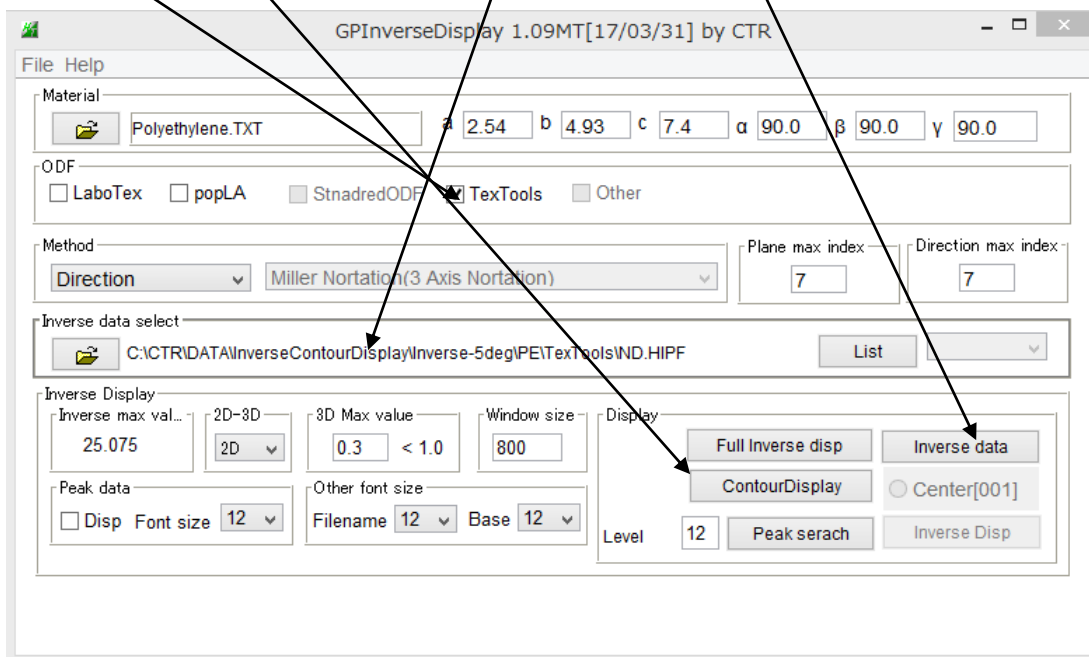 GPInverseDisplay 1.09MT[17/03/31] by CTR
File Help
Material
Polyethylene.TXT a 2.54 b 4.93 c 7.4 α 90.0 β 90.0 γ 90.0
ODF
LaboTex popLA StnadredODF TexTools Other
Method Plane max index Direction max index
Direction Miller Nortation(3 Axis Nortation) 7 7
Inverse data select
C:\CTR\DATA\InverseContourDisplay\Inverse-5deg\PE\TexTools\ND.HIPF List
Inverse Display
Inverse max val... 2D-3D 3D Max value Window size Display
25.075 2D 0.3 < 1.0 800 Full Inverse disp Inverse data
Peak data Other font size ContourDisplay Center[001]
Disp Font size 12 Filename 12 Base 12 Level 12 Peak serach Inverse Disp